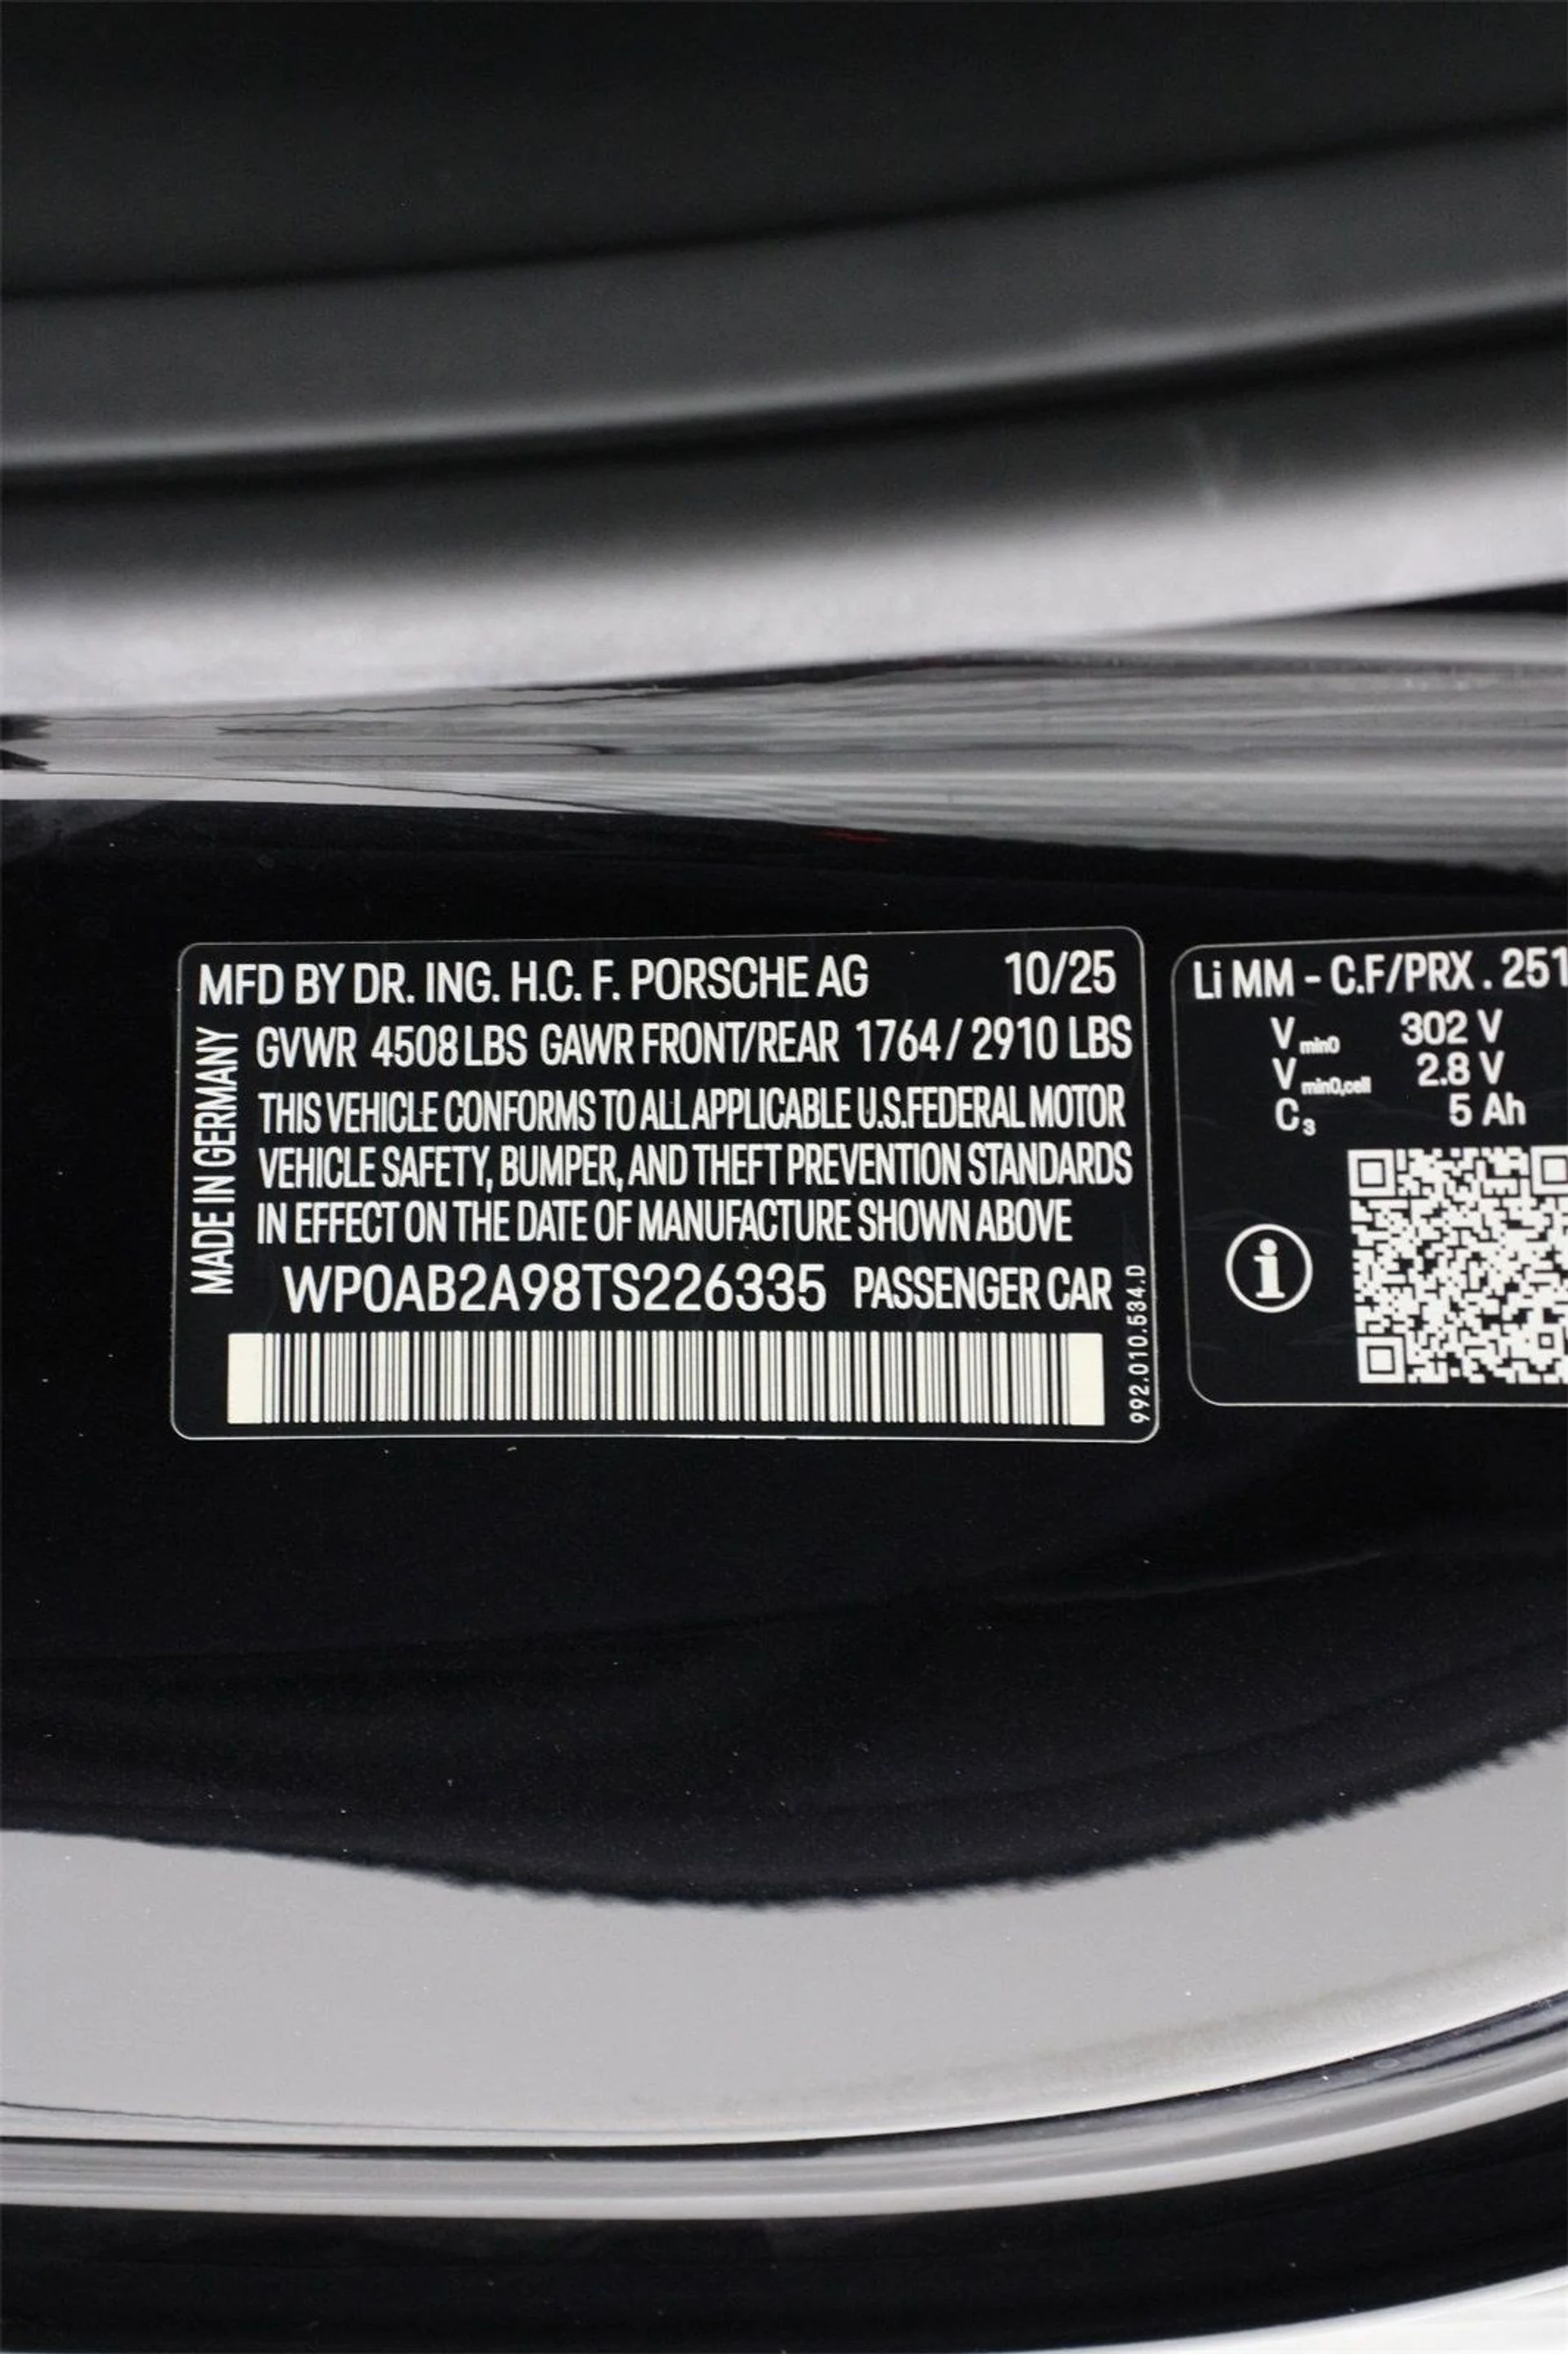 MFD BY DR. ING. H.C. F. PORSCHE AG 10/25
GVWR 4508 LBS GAWR FRONT/REAR 1764 / 2910 LBS
THIS VEHICLE CONFORMS TO ALL APPLICABLE U.S.FEDERAL MOTOR
VEHICLE SAFETY, BUMPER, AND THEFT PREVENTION STANDARDS
IN EFFECT ON THE DATE OF MANUFACTURE SHOWN ABOVE
WP0AB2A98TS226335 PASSENGER CAR
MADE IN GERMANY
992.010.534.D
Li MM - C.F/PRX . 251
V min0 302 V
V min0,cell 2.8 V
C3 5 Ah
i